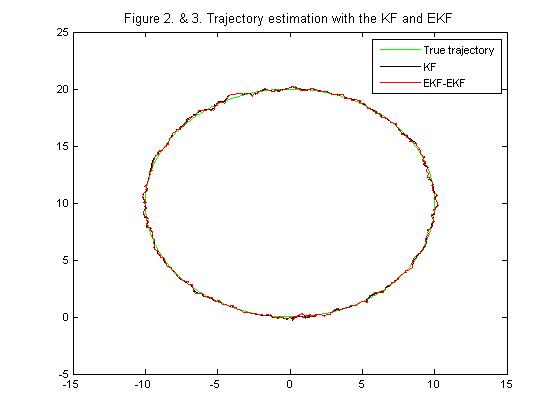 Figure 2. & 3. Trajectory estimation with the KF and EKF
25
True trajectory
KF
EKF-EKF
20
15
10
5
0
-5
-15 -10 -5 0 5 10 15